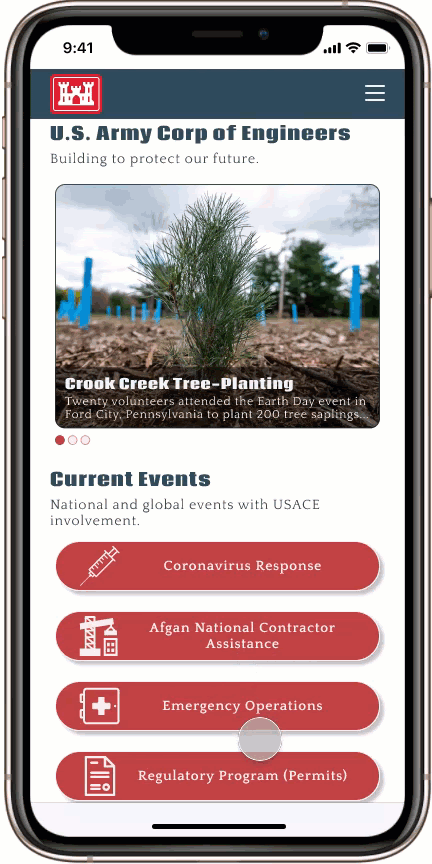 9:41
U.S. Army Corp of Engineers
Building to protect our future.
Crook Creek Tree-Planting
Twenty volunteers attended the Earth Day event in
Ford City, Pennsylvania to plant 200 tree saplings...
Current Events
National and global events with USACE
involvement.
Coronavirus Response
Afgan National Contractor
Assistance
Emergency Operations
Regulatory Program (Permits)